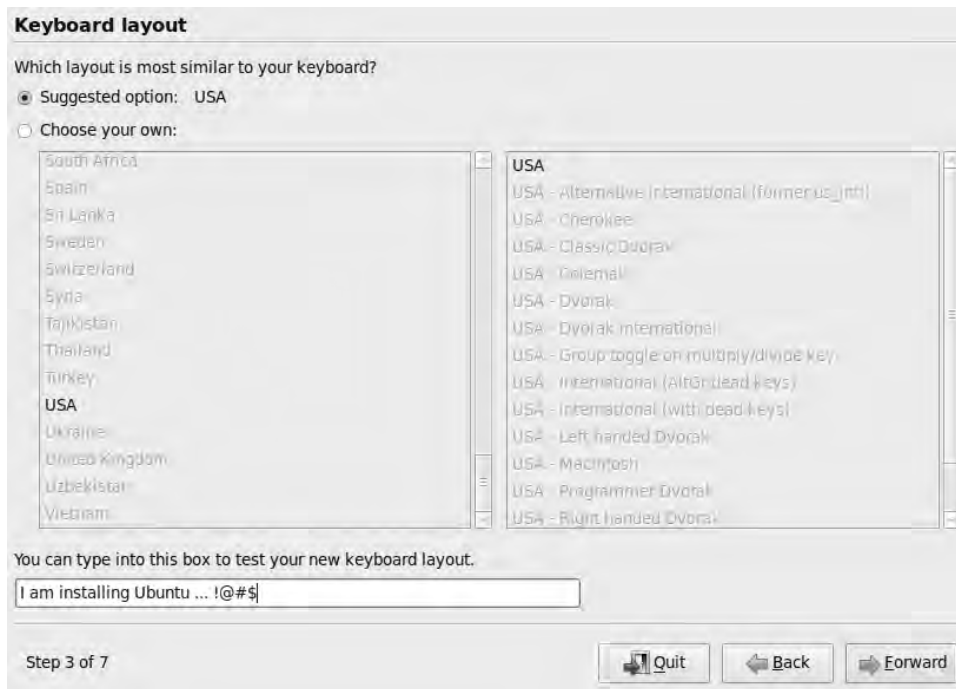 Keyboard layout
Which layout is most similar to your keyboard?
Suggested option: USA
Choose your own:
South Africa
Spain
Sri Lanka
Sweden
Switzerland
Syria
Tajikistan
Thailand
Turkey
USA
Ukraine
United Kingdom
Uzbekistan
Vietnam
USA
USA - Alternative international (former us_intl)
USA - Cherokee
USA - Classic Dvorak
USA - Colemak
USA - Dvorak
USA - Dvorak international
USA - Group toggle on multiply/divide key
USA - International (AltGr dead keys)
USA - International (with dead keys)
USA - Left handed Dvorak
USA - Macintosh
USA - Programmer Dvorak
USA - Right handed Dvorak
You can type into this box to test your new keyboard layout.
I am installing Ubuntu ... !@#$
Step 3 of 7
Quit
Back
Forward